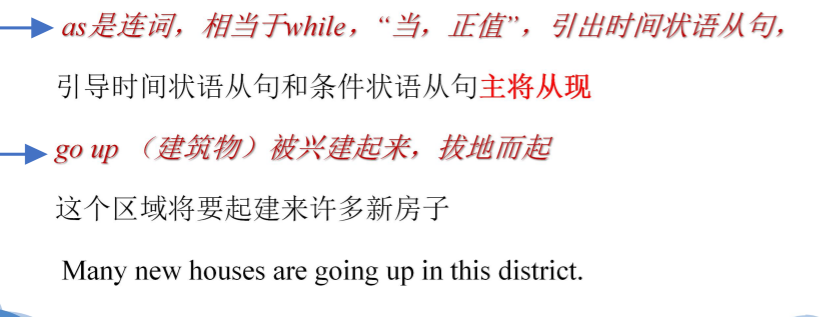 as是连词，相当于while，“当，正值”，引出时间状语从句，
引导时间状语从句和条件状语从句主将从现
go up （建筑物）被兴建起来，拔地而起
这个区域将要起建来许多新房子
Many new houses are going up in this district.